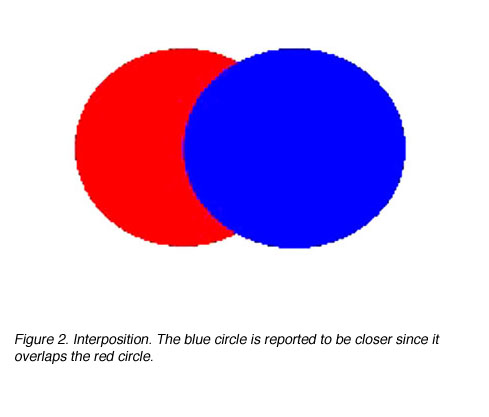 Figure 2. Interposition. The blue circle is reported to be closer since it
overlaps the red circle.